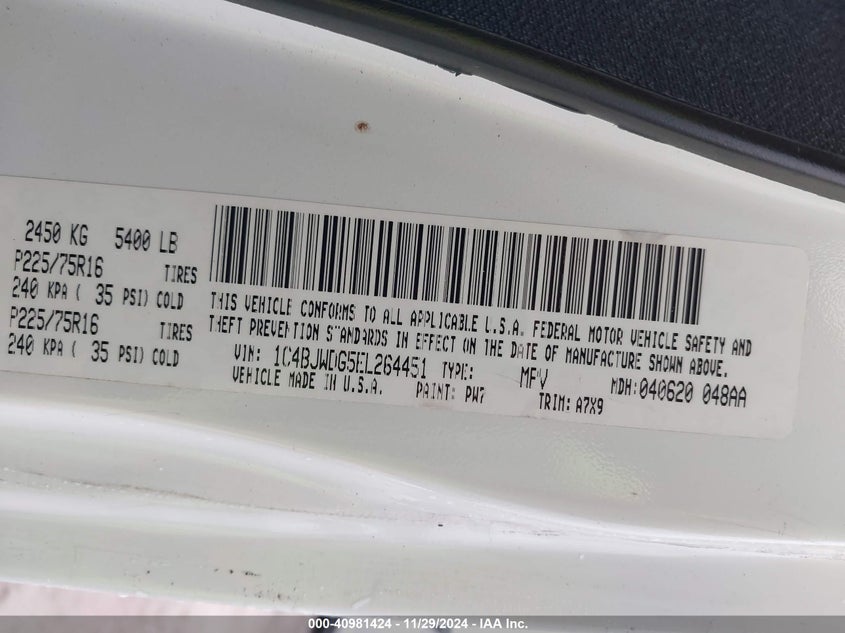 2450 KG 5400 LB
P225/75R16 TIRES
240 KPA ( 35 PSI) COLD
P225/75R16 TIRES
240 KPA ( 35 PSI) COLD
THIS VEHICLE CONFORMS TO ALL APPLICABLE U.S.A. FEDERAL MOTOR VEHICLE SAFETY AND
THEFT PREVENTION STANDARDS IN EFFECT ON THE DATE OF MANUFACTURE SHOWN ABOVE.
VIN: 1C4BJWDG5EL264451 TYPE: MPV MDH:040620 048AA
VEHICLE MADE IN U.S.A. PAINT: PW7 TRIM: A7X9
000-40981424 - 11/29/2024 - IAA Inc.